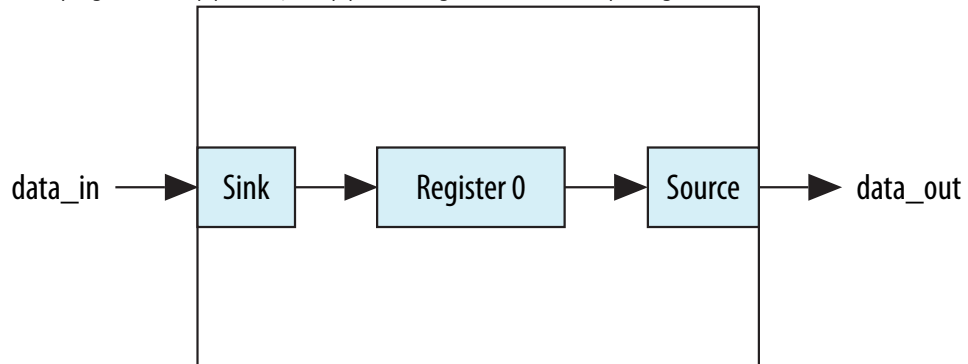 data_in
Sink
Register 0
Source
data_out